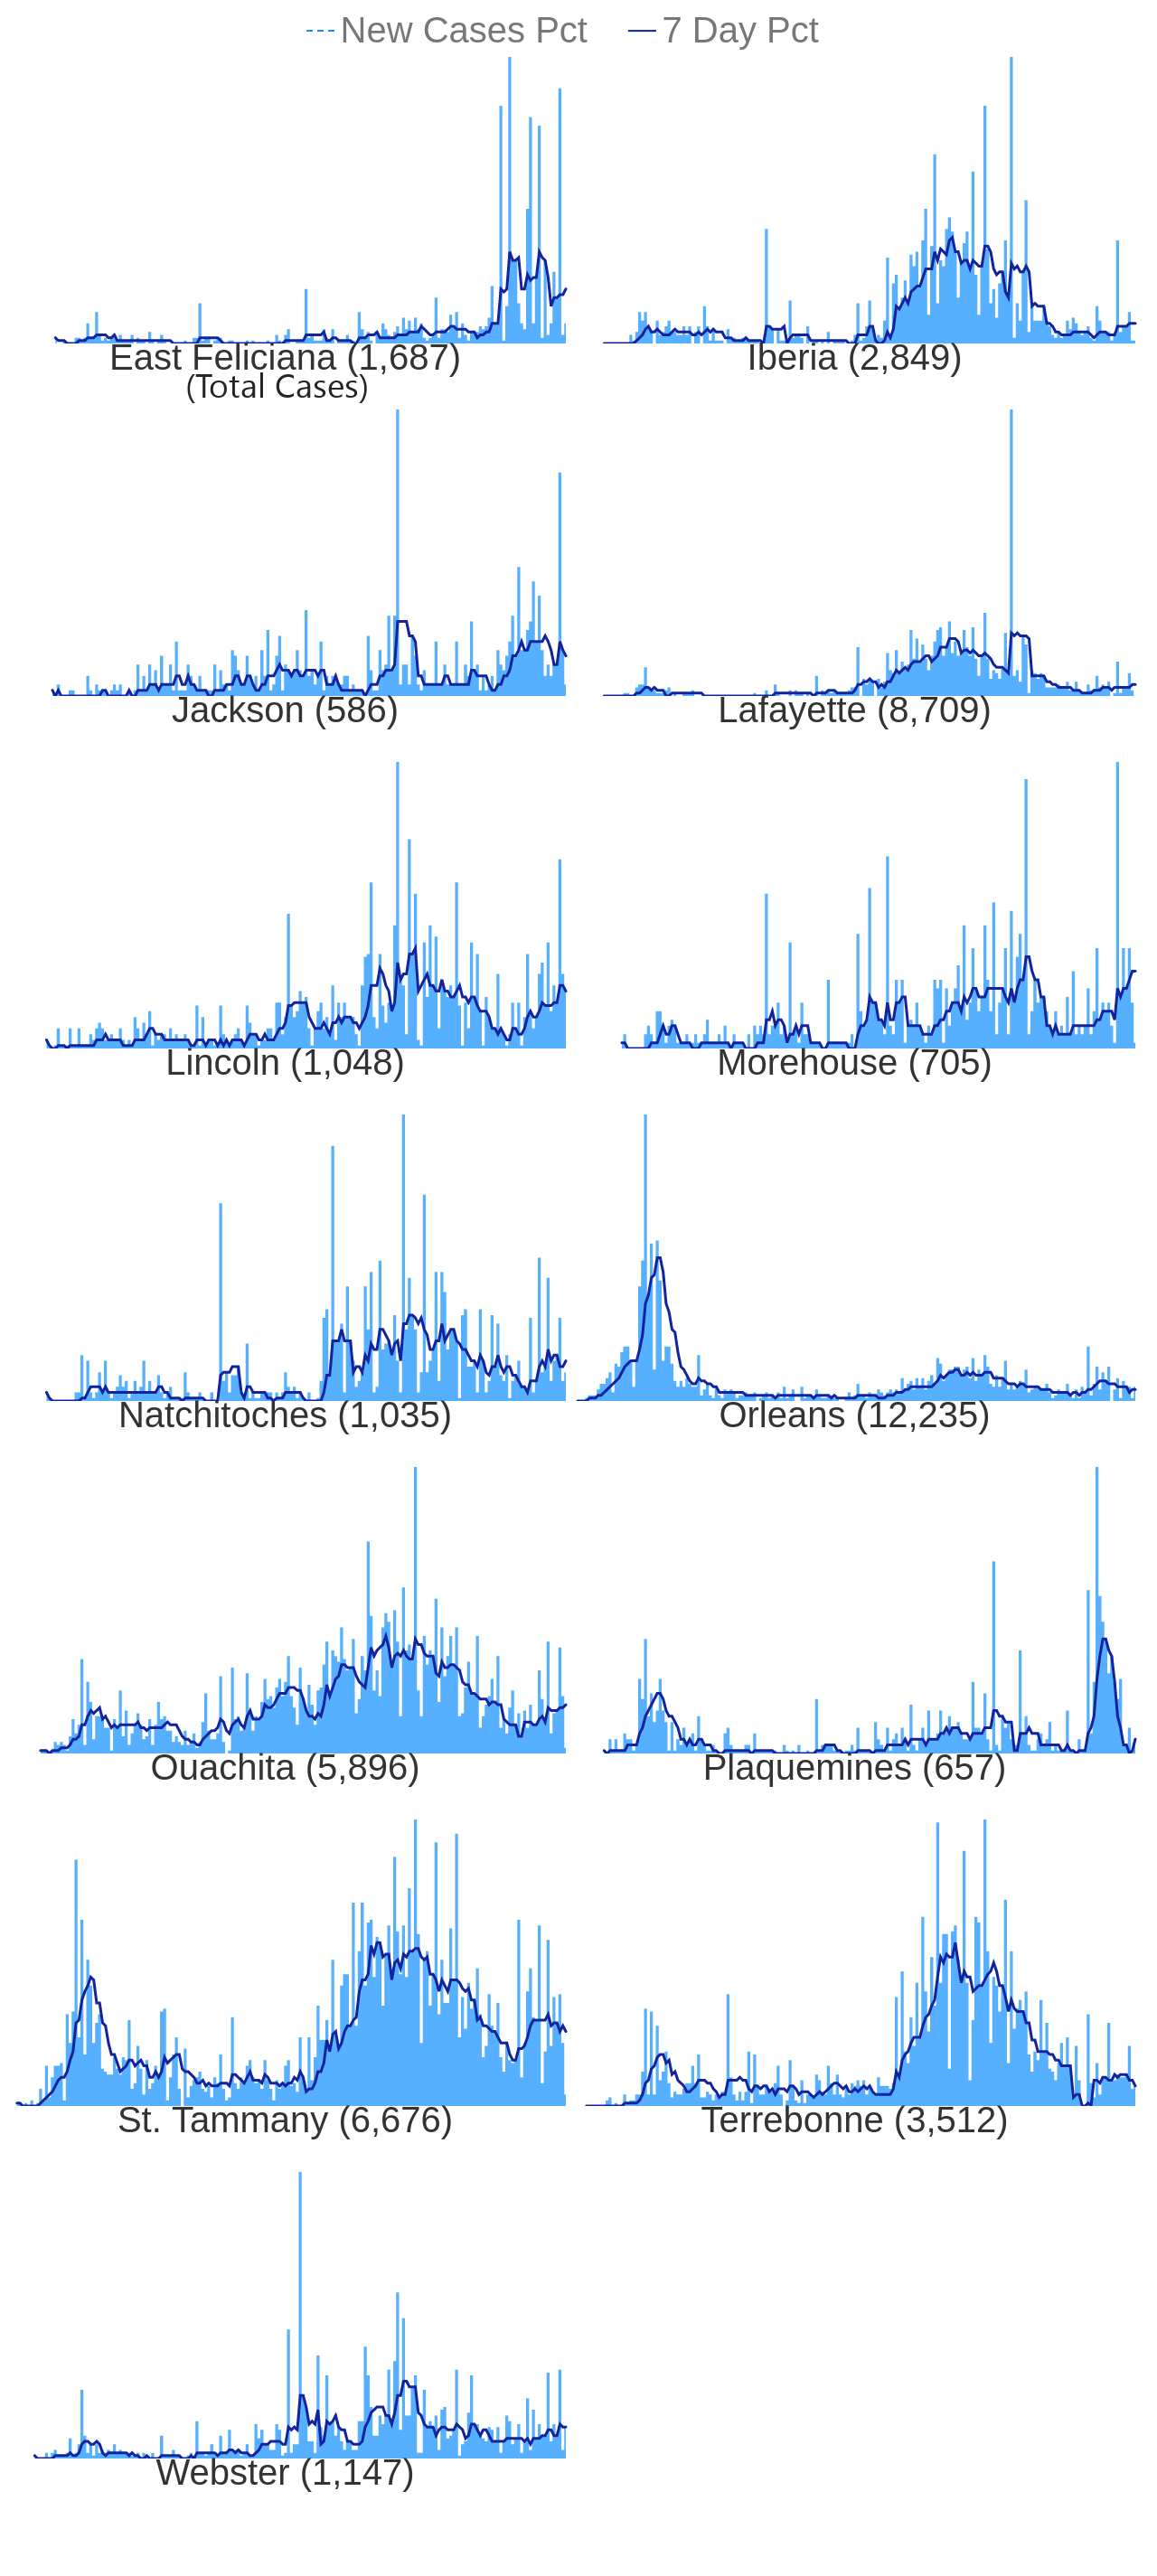 New Cases Pct 7 Day Pct
East Feliciana (1,687) Iberia (2,849)
(Total Cases)
Jackson (586) Lafayette (8,709)
Lincoln (1,048) Morehouse (705)
Natchitoches (1,035) Orleans (12,235)
Ouachita (5,896) Plaquemines (657)
St. Tammany (6,676) Terrebonne (3,512)
Webster (1,147)